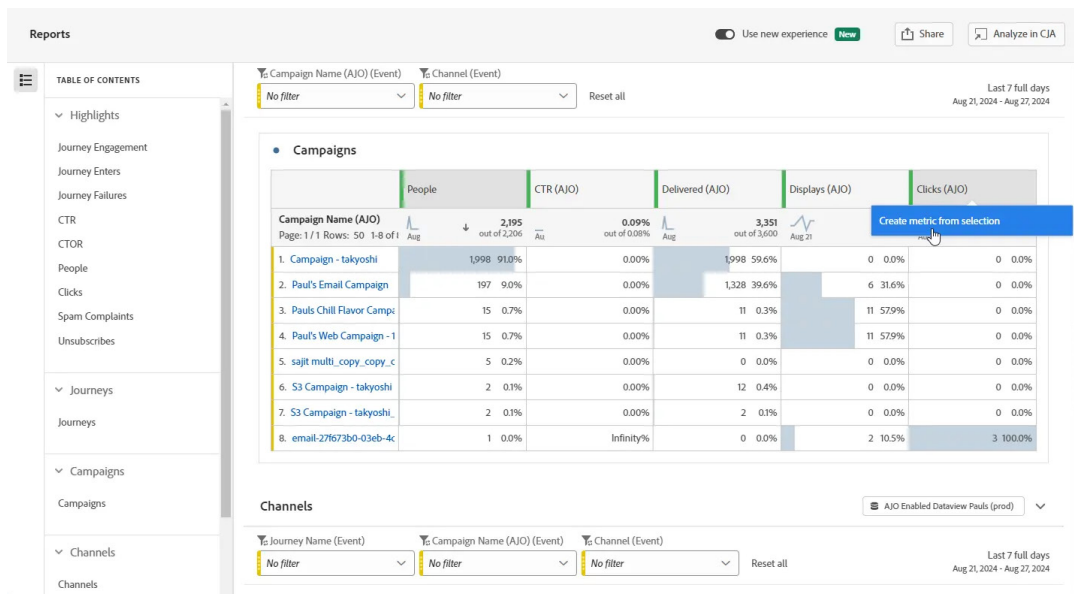 Reports
Use new experience New
Share
Analyze in CJA
TABLE OF CONTENTS
Highlights
Journey Engagement
Journey Enters
Journey Failures
CTR
CTOR
People
Clicks
Spam Complaints
Unsubscribes
Journeys
Journeys
Campaigns
Campaigns
Channels
Channels
Campaign Name (AJO) (Event) Channel (Event)
No filter No filter Reset all
Last 7 full days
Aug 21, 2024 - Aug 27, 2024
Campaigns
People CTR (AJO) Delivered (AJO) Displays (AJO) Clicks (AJO)
Create metric from selection
Campaign Name (AJO) 2,195 0.09% 3,351
Page: 1 / 1 Rows: 50 1-8 of Aug out of 2,206 Au out of 0.08% Aug out of 3,600 Aug 21
1. Campaign - takyoshi 1,998 91.0% 0.00% 1,998 59.6% 0 0.0% 0 0.0%
2. Paul's Email Campaign 197 9.0% 0.00% 1,328 39.6% 6 31.6% 0 0.0%
3. Pauls Chill Flavor Campa 15 0.7% 0.00% 11 0.3% 11 57.9% 0 0.0%
4. Paul's Web Campaign - 1 15 0.7% 0.00% 11 0.3% 11 57.9% 0 0.0%
5. sajit multi_copy_copy_c 5 0.2% 0.00% 0 0.0% 0 0.0% 0 0.0%
6. S3 Campaign - takyoshi 2 0.1% 0.00% 12 0.4% 0 0.0% 0 0.0%
7. S3 Campaign - takyoshi_ 2 0.1% 0.00% 2 0.1% 0 0.0% 0 0.0%
8. email-27f673b0-03eb-4c 1 0.0% Infinity% 0 0.0% 2 10.5% 3 100.0%
Channels
AJO Enabled Dataview Pauls (prod)
Journey Name (Event) Campaign Name (AJO) (Event) Channel (Event)
No filter No filter No filter Reset all
Last 7 full days
Aug 21, 2024 - Aug 27, 2024